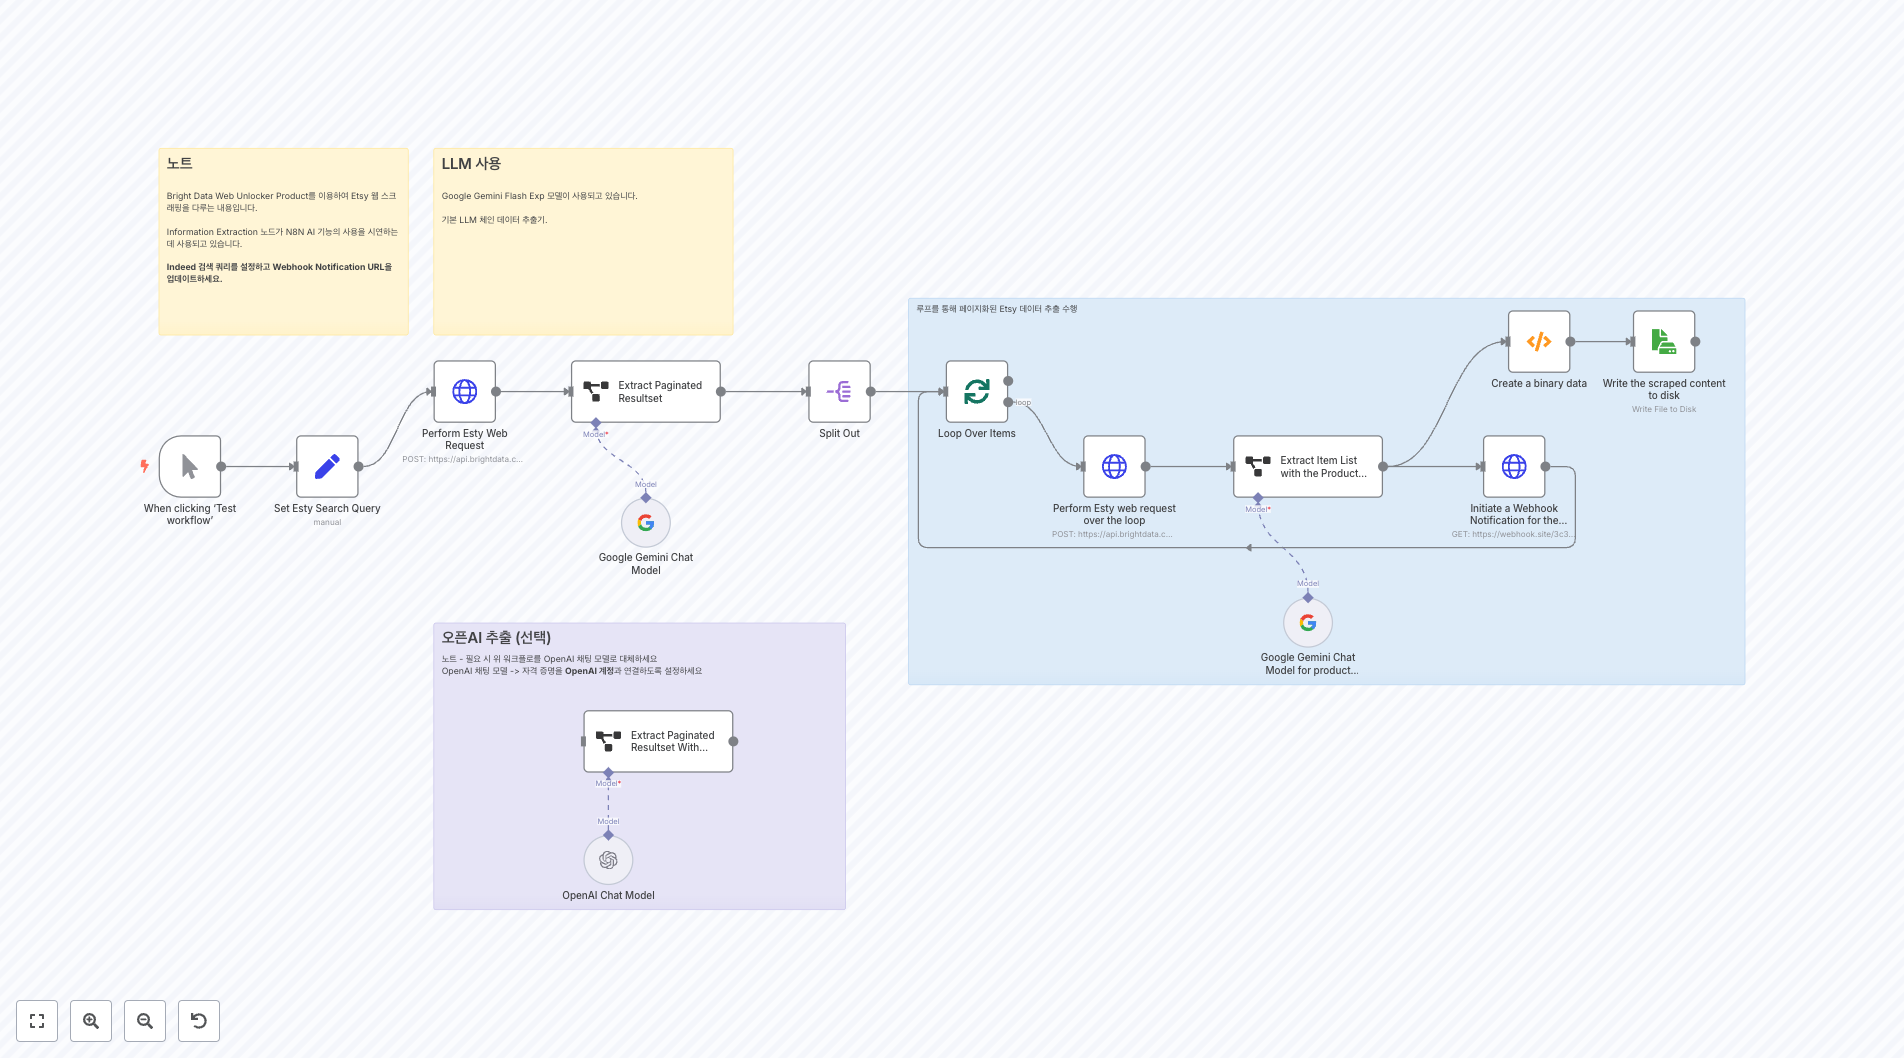 노트
Bright Data Web Unlocker Product를 이용하여 Etsy 웹 스크
래핑을 다루는 내용입니다.
Information Extraction 노드가 N8N AI 기능의 사용을 시연하는
데 사용되고 있습니다.
Indeed 검색 쿼리를 설정하고 Webhook Notification URL을
업데이트하세요.
LLM 사용
Google Gemini Flash Exp 모델이 사용되고 있습니다.
기본 LLM 체인 데이터 추출기.
루프를 통해 페이지화된 Etsy 데이터 추출 수행
When clicking ‘Test
workflow’
Set Esty Search Query
manual
Perform Esty Web
Request
POST: https://api.brightdata.c...
Extract Paginated
Resultset
Model*
Model
Google Gemini Chat
Model
Split Out
Loop Over Items
loop
Perform Esty web request
over the loop
POST: https://api.brightdata.c...
Extract Item List
with the Product...
Model*
Model
Google Gemini Chat
Model for product...
Create a binary data
Write the scraped content
to disk
Write File to Disk
Initiate a Webhook
Notification for the...
GET: https://webhook.site/3c3...
오픈AI 추출 (선택)
노트 - 필요 시 위 워크플로를 OpenAI 채팅 모델로 대체하세요
OpenAI 채팅 모델 -> 자격 증명을 OpenAI 계정과 연결하도록 설정하세요
Extract Paginated
Resultset With...
Model*
Model
OpenAI Chat Model